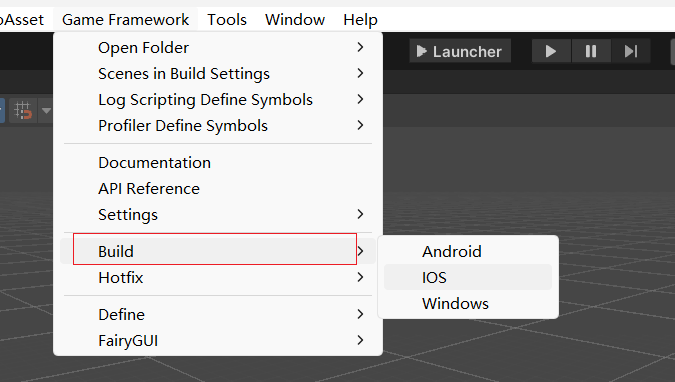 oAsset Game Framework Tools Window Help
Open Folder
Launcher
Scenes in Build Settings
Log Scripting Define Symbols
Profiler Define Symbols
Documentation
API Reference
Settings
Build
Android
Hotfix
IOS
Windows
Define
FairyGUI